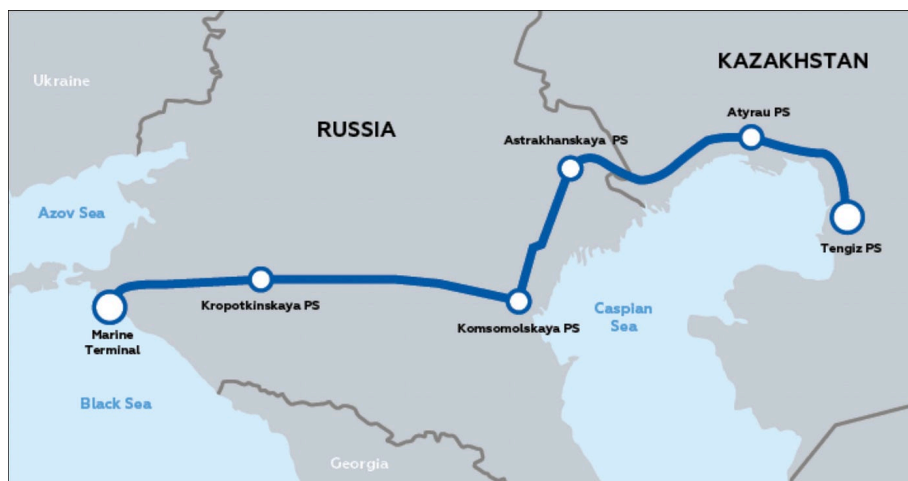 KAZAKHSTAN
Ukraine
Atyrau PS
RUSSIA
Astrakhanskaya PS
Azov Sea
Tengiz PS
Kropotkinskaya PS
Caspian
Sea
Komsomolskaya PS
Marine
Terminal
Black Sea
Georgia